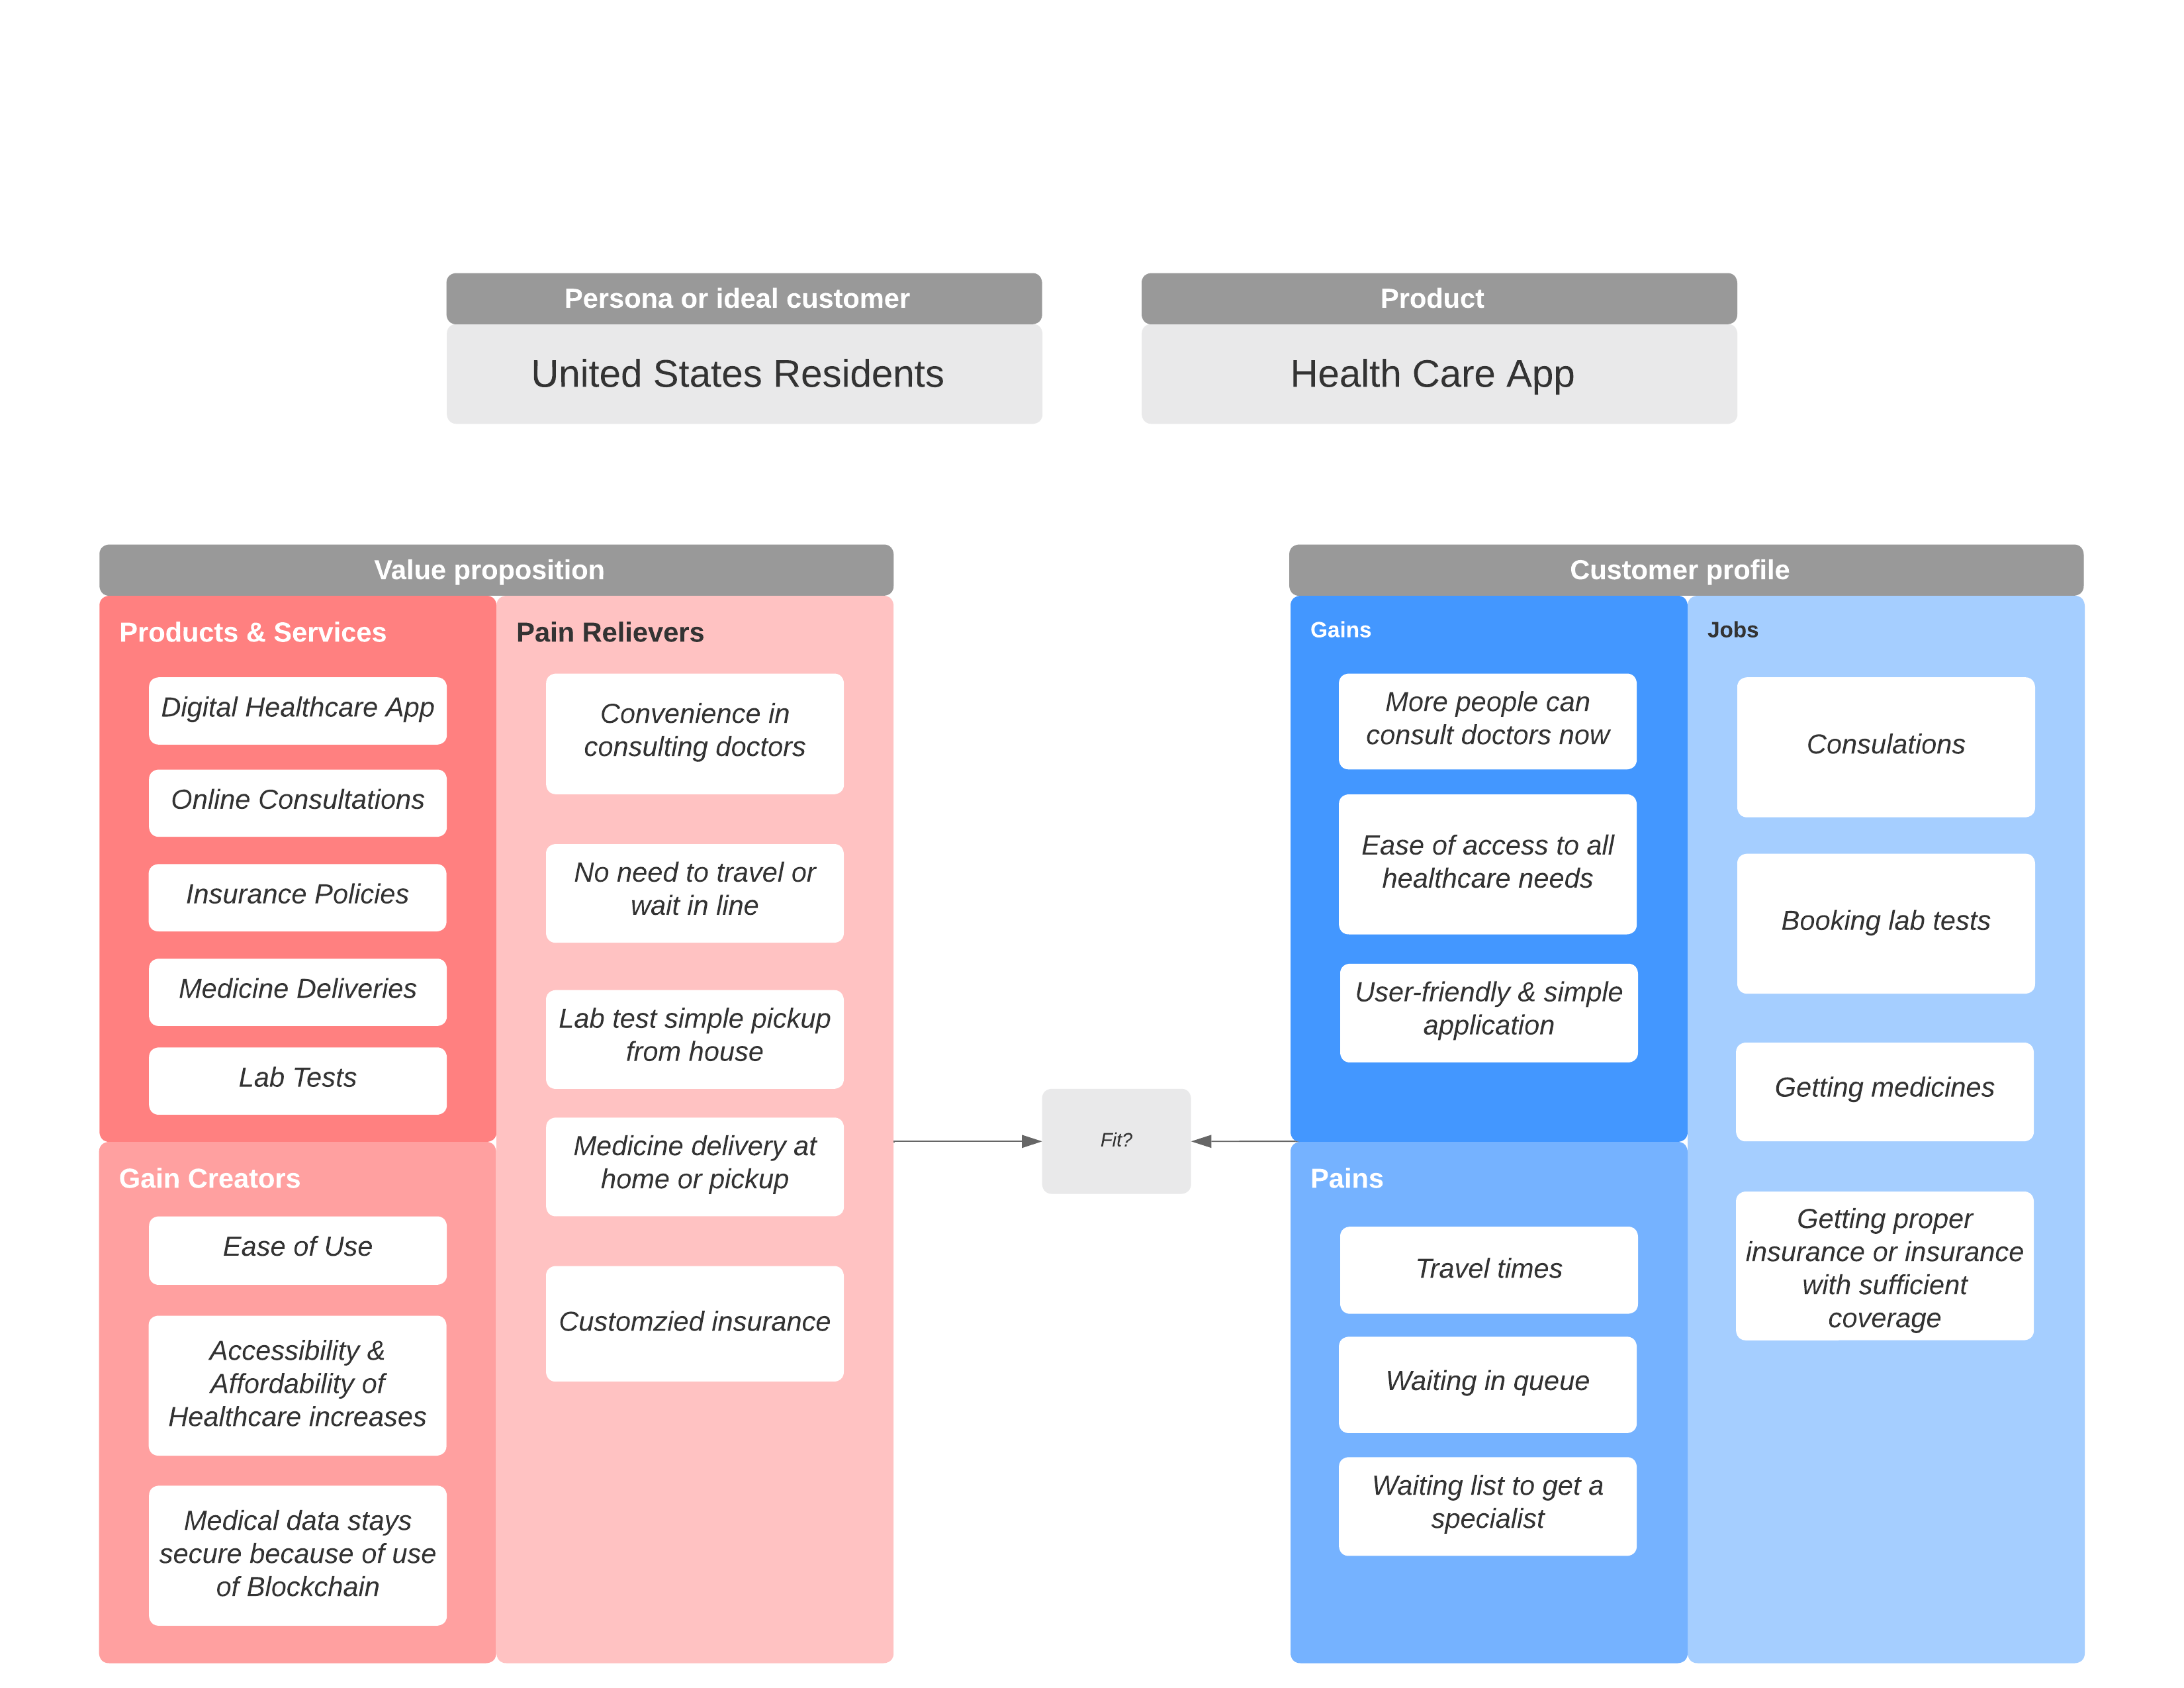 Persona or ideal customer
United States Residents
Product
Health Care App
Value proposition
Products & Services
Digital Healthcare App
Online Consultations
Insurance Policies
Medicine Deliveries
Lab Tests
Gain Creators
Ease of Use
Accessibility &
Affordability of
Healthcare increases
Medical data stays
secure because of use
of Blockchain
Pain Relievers
Convenience in
consulting doctors
No need to travel or
wait in line
Lab test simple pickup
from house
Medicine delivery at
home or pickup
Customzied insurance
Fit?
Customer profile
Gains
More people can
consult doctors now
Ease of access to all
healthcare needs
User-friendly & simple
application
Pains
Travel times
Waiting in queue
Waiting list to get a
specialist
Jobs
Consulations
Booking lab tests
Getting medicines
Getting proper
insurance or insurance
with sufficient
coverage